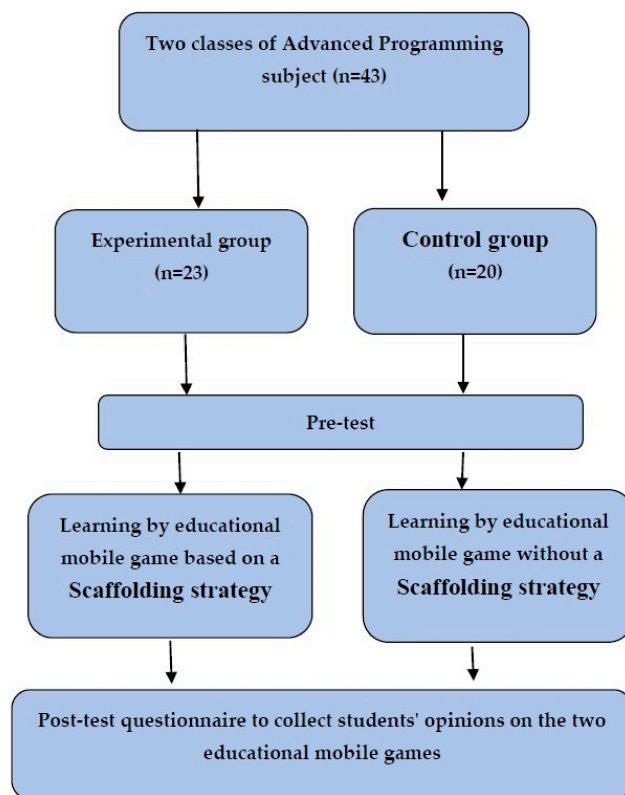 Two classes of Advanced Programming
subject (n=43)
Experimental group
(n=23)
Control group
(n=20)
Pre-test
Learning by educational
mobile game based on a
Scaffolding strategy
Learning by educational
mobile game without a
Scaffolding strategy
Post-test questionnaire to collect students' opinions on the two
educational mobile games